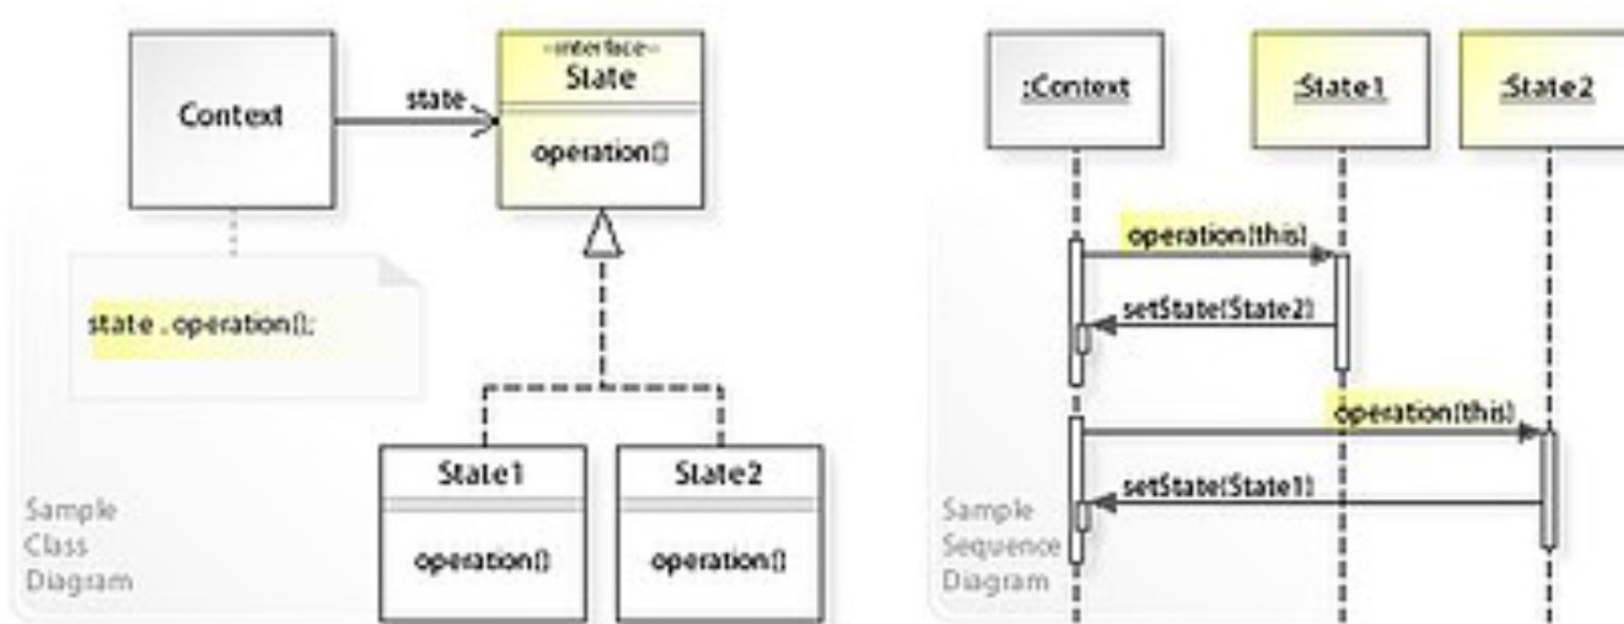 Context
state
«interface»
State
operation()
state . operation();
State1
operation()
State2
operation()
Sample
Class
Diagram
:Context
:State1
:State2
operation(this)
setState(State2)
operation(this)
setState(State1)
Sample
Sequence
Diagram